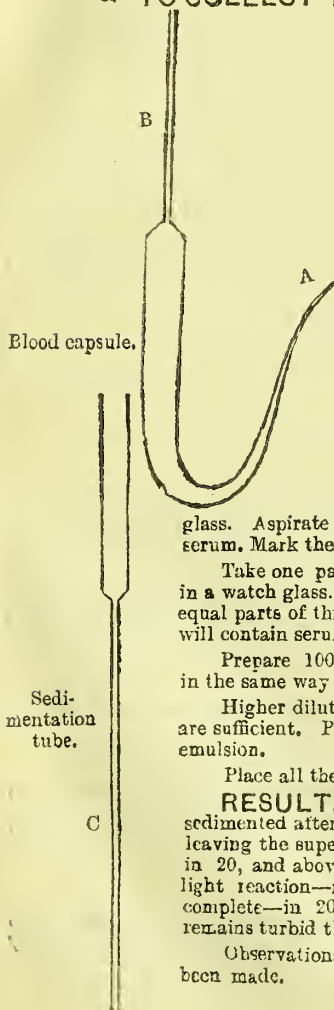 TO COLLECT
B
A
Blood capsule.
glass. Aspirate
serum. Mark the
Take one pa
in a watch glass.
equal parts of th
will contain seru
Prepare 100
in the same way
Higher dilut
are sufficient. P
emulsion.
Place all the
Sedi-
mentation
tube.
C
RESULT
sedimented after
leaving the supe
in 20, and abov
light reaction—
complete—in 20
remains turbid t
Observation
been made.